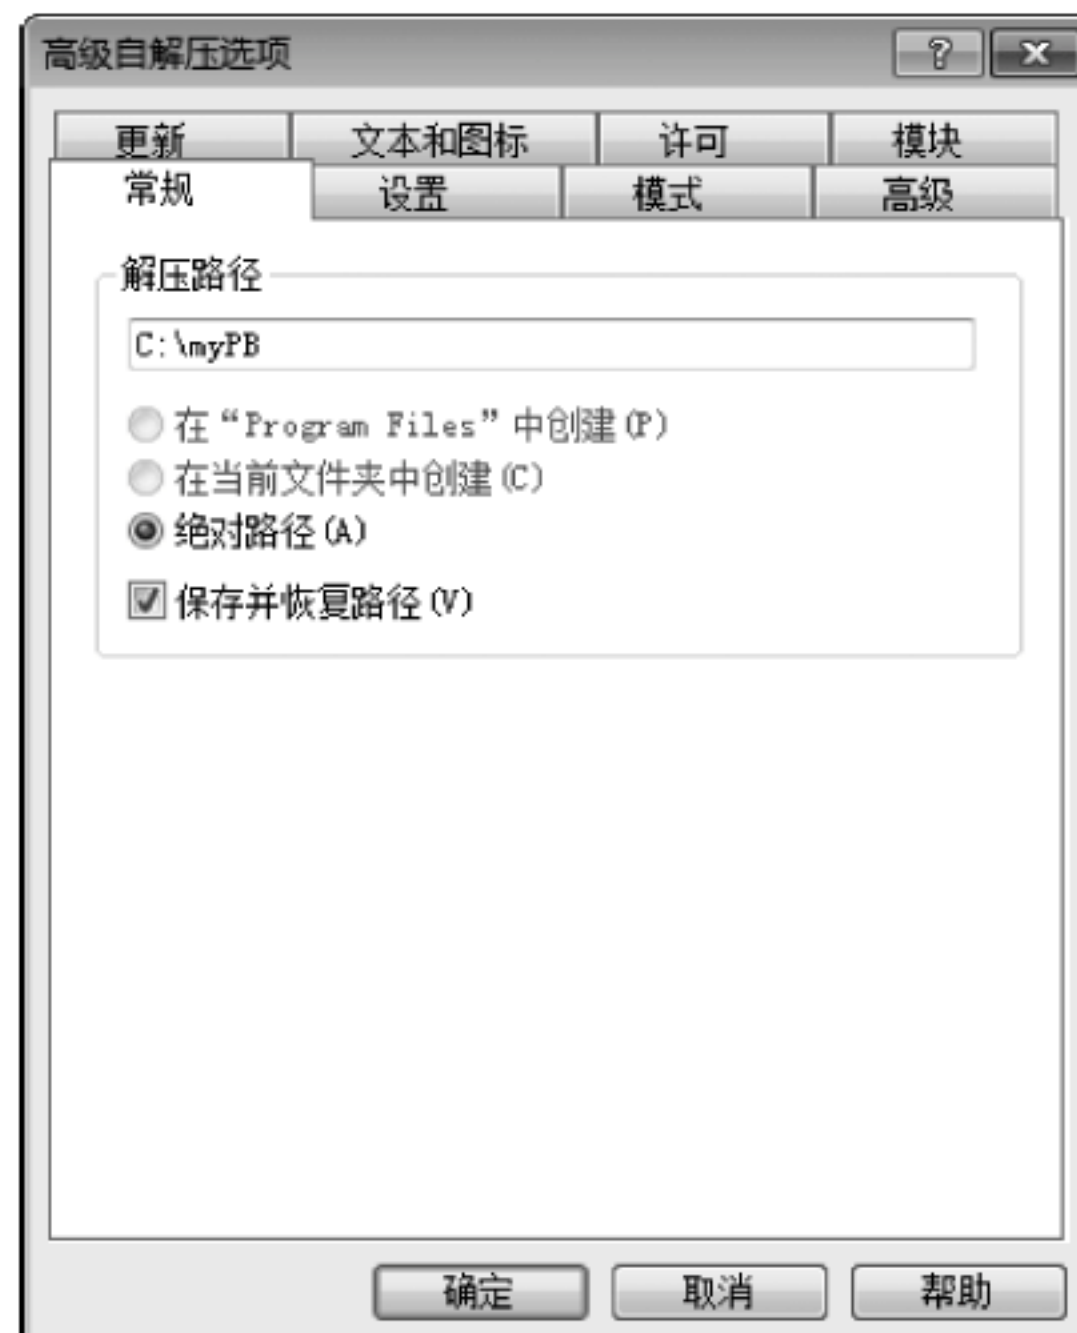 高级自解压选项
更新 文本和图标 许可 模块
常规 设置 模式 高级
解压路径
C:\myPB
在“Program Files”中创建(P)
在当前文件夹中创建(C)
绝对路径(A)
保存并恢复路径(V)
确定 取消 帮助